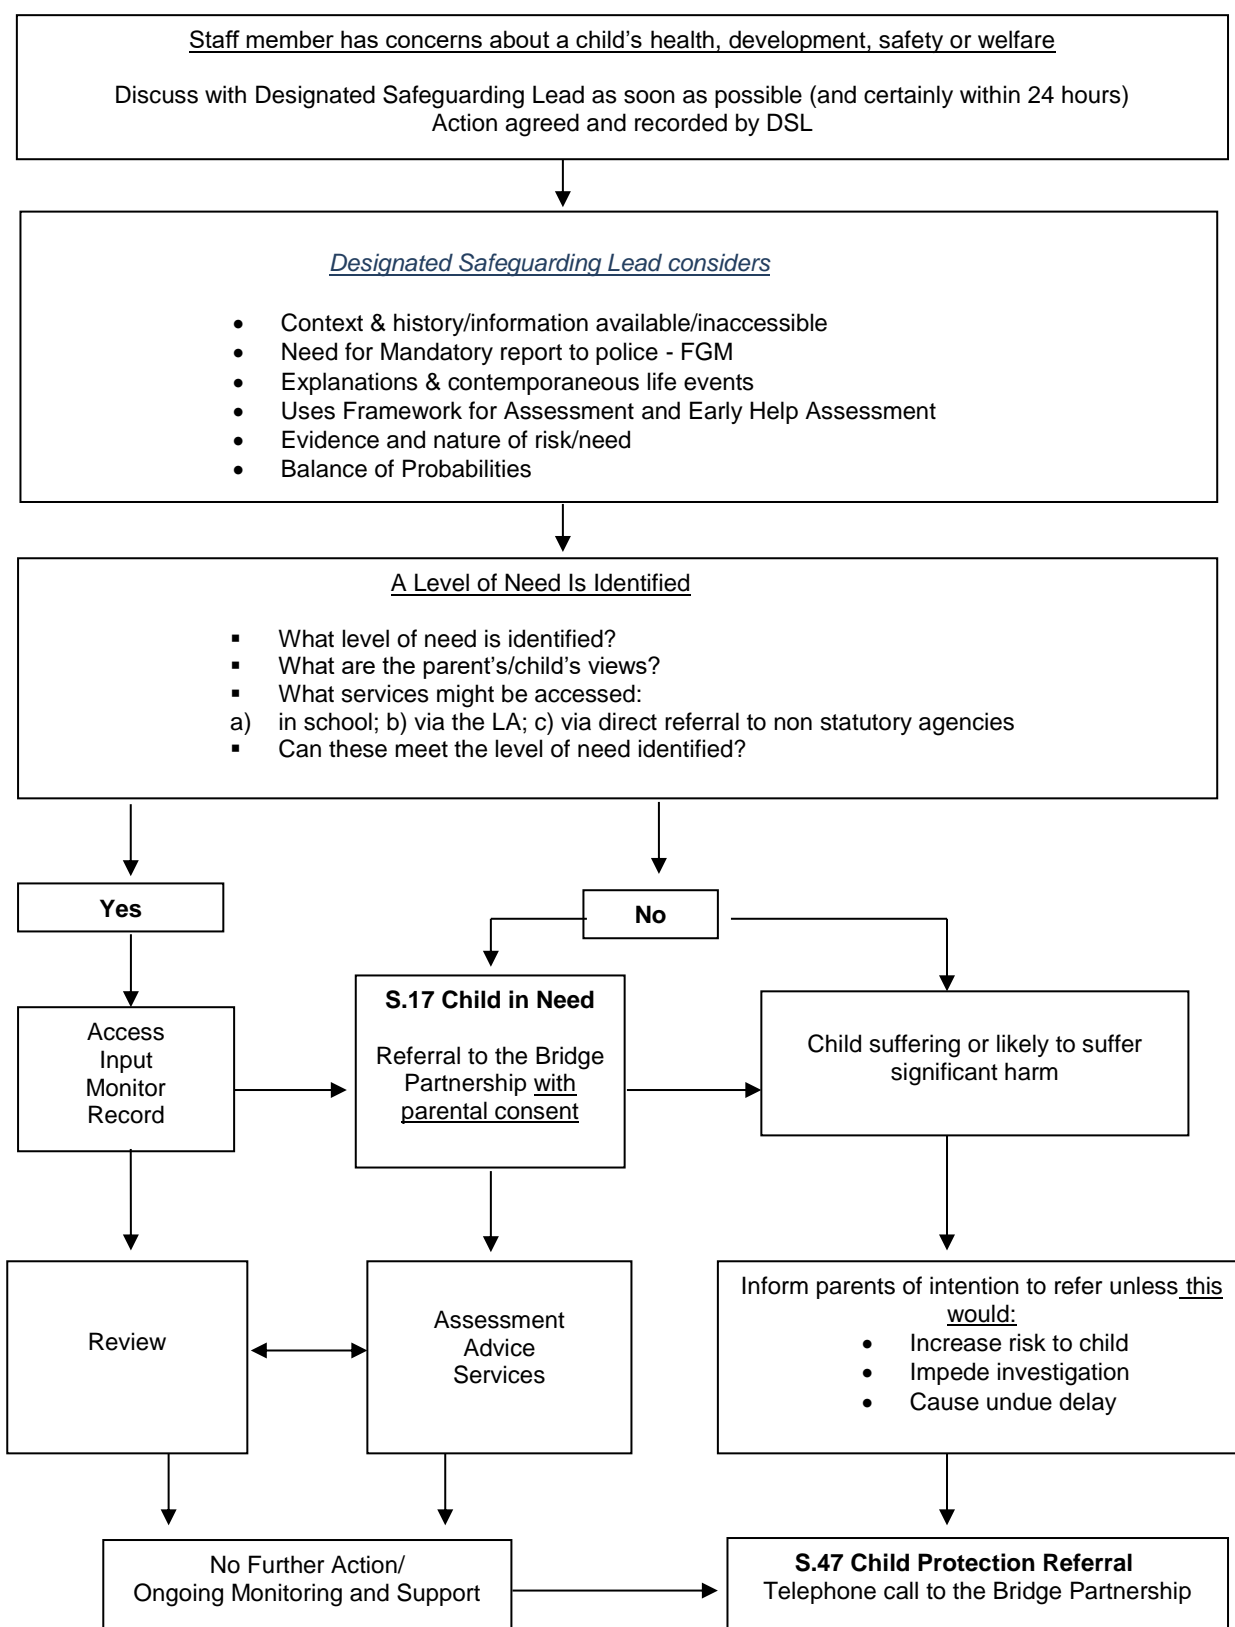 Staff member has concerns about a child’s health, development, safety or welfare
Discuss with Designated Safeguarding Lead as soon as possible (and certainly within 24 hours)
Action agreed and recorded by DSL
Designated Safeguarding Lead considers
• Context & history/information available/inaccessible
• Need for Mandatory report to police - FGM
• Explanations & contemporaneous life events
• Uses Framework for Assessment and Early Help Assessment
• Evidence and nature of risk/need
• Balance of Probabilities
A Level of Need Is Identified
▪ What level of need is identified?
▪ What are the parent’s/child’s views?
▪ What services might be accessed:
a) in school; b) via the LA; c) via direct referral to non statutory agencies
▪ Can these meet the level of need identified?
Yes
No
Access
Input
Monitor
Record
S.17 Child in Need
Referral to the Bridge
Partnership with
parental consent
Child suffering or likely to suffer
significant harm
Review
Assessment
Advice
Services
Inform parents of intention to refer unless this
would:
• Increase risk to child
• Impede investigation
• Cause undue delay
No Further Action/
Ongoing Monitoring and Support
S.47 Child Protection Referral
Telephone call to the Bridge Partnership